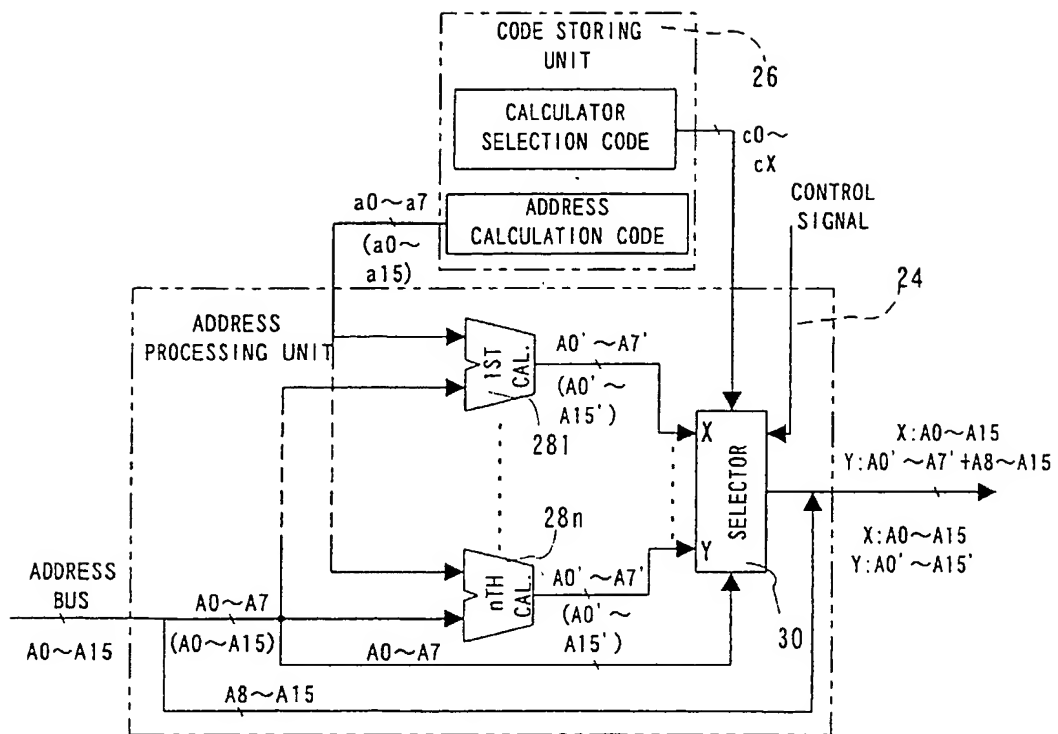 CODE STORING
UNIT
26
CALCULATOR
SELECTION CODE
c0~
cX
CONTROL
SIGNAL
a0~a7
(a0~
a15)
ADDRESS
CALCULATION CODE
24
ADDRESS
PROCESSING UNIT
1ST
CAL.
281
A0'~A7'
(A0'~
A15')
X
SELECTOR
Y
X:A0~A15
Y:A0'~A7'+A8~A15
X:A0~A15
Y:A0'~A15'
28n
nTH
CAL.
A0'~A7'
(A0'~
A15')
30
ADDRESS
BUS
A0~A15
A0~A7
(A0~A15)
A0~A7
A8~A15